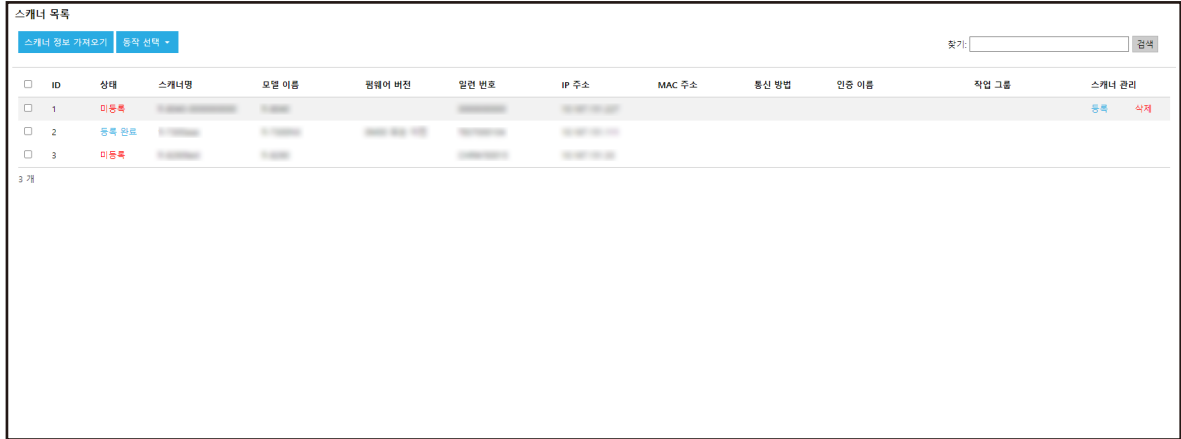 스캐너 목록
스캐너 정보 가져오기 동작 선택
찾기: 검색
ID 상태 스캐너명 모델 이름 펌웨어 버전 일련 번호 IP 주소 MAC 주소 통신 방법 인증 이름 작업 그룹 스캐너 관리
1 미등록 등록 삭제
2 등록 완료
3 미등록
3 개